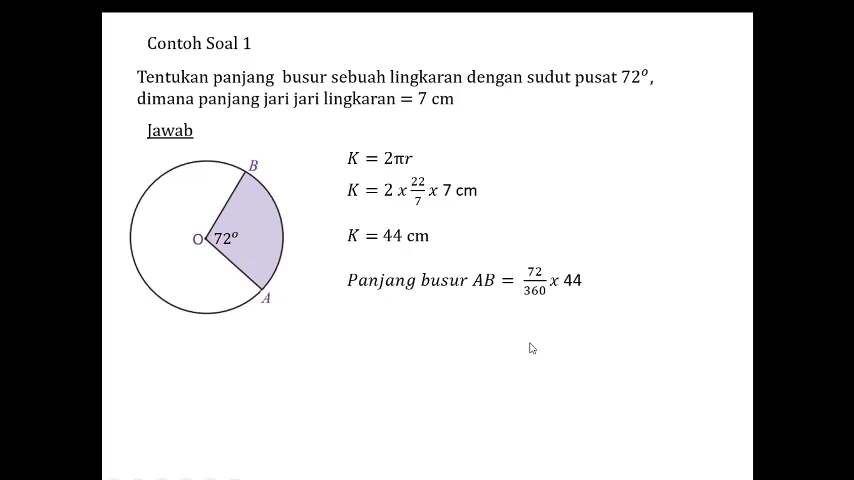 Contoh Soal 1
Tentukan panjang busur sebuah lingkaran dengan sudut pusat 72°,
dimana panjang jari jari lingkaran = 7 cm
Jawab
B
O 72°
A
K = 2πr
K = 2 x 22/7 x 7 cm
K = 44 cm
Panjang busur AB = 72/360 x 44